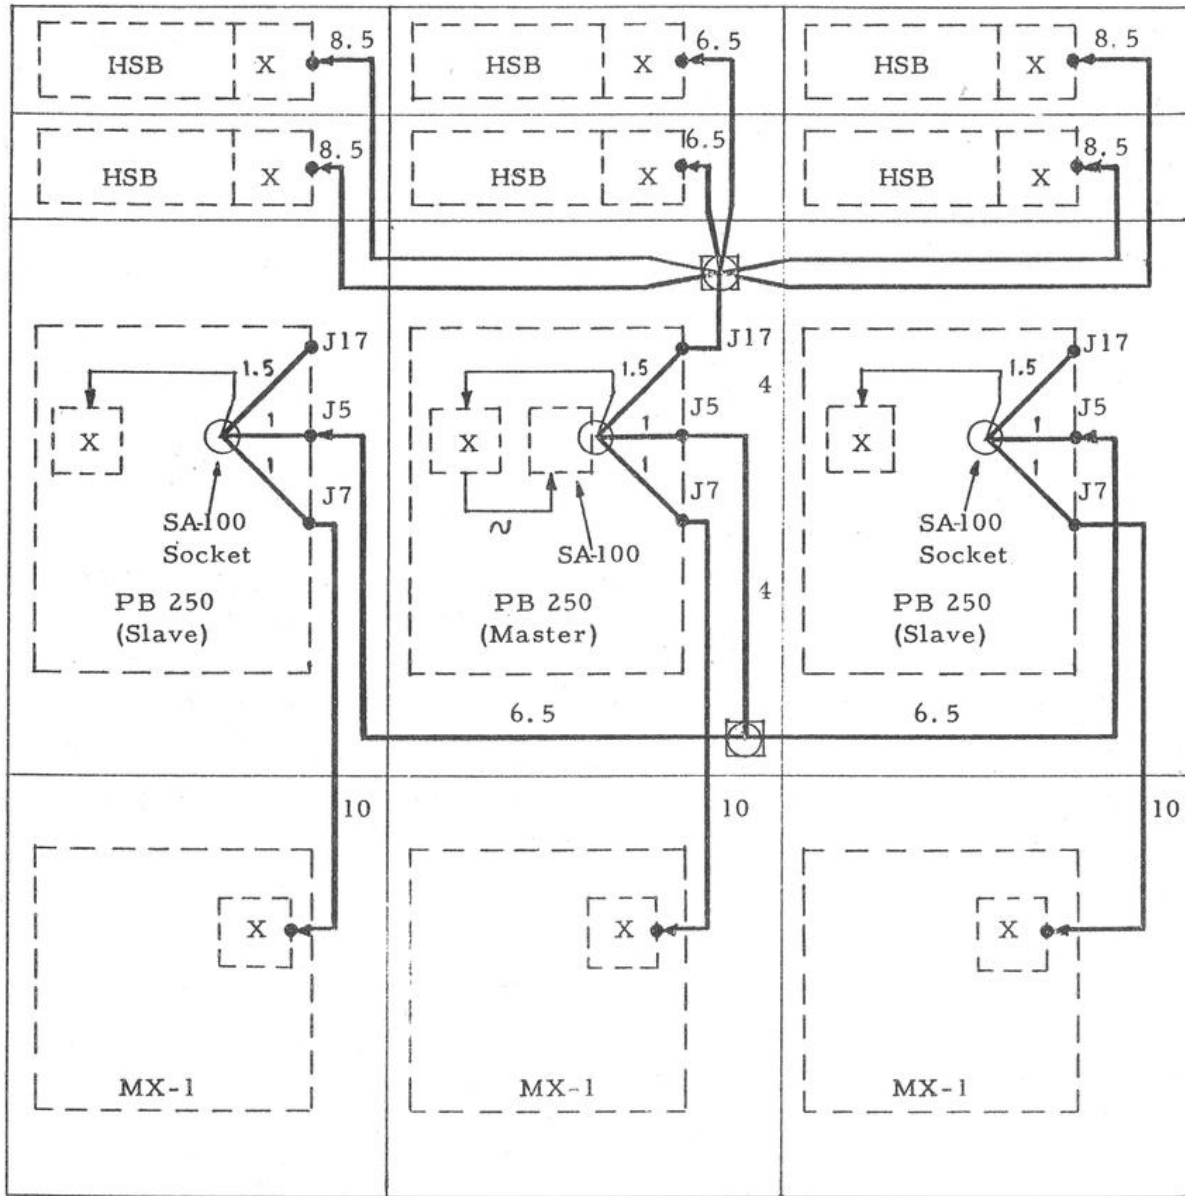 8.5
6.5
8.5
HSB X
HSB X
HSB X
8.5
6.5
8.5
HSB X
HSB X
HSB X
J17
J17
J17
1.5
1.5
4
1.5
J5
J5
J5
X
1
X
1
X
1
1
1
1
J7
J7
J7
~
SA-100
Socket
SA-100
SA-100
Socket
PB 250
(Slave)
PB 250
(Master)
4
PB 250
(Slave)
6.5
6.5
10
10
10
X
X
X
MX-1
MX-1
MX-1